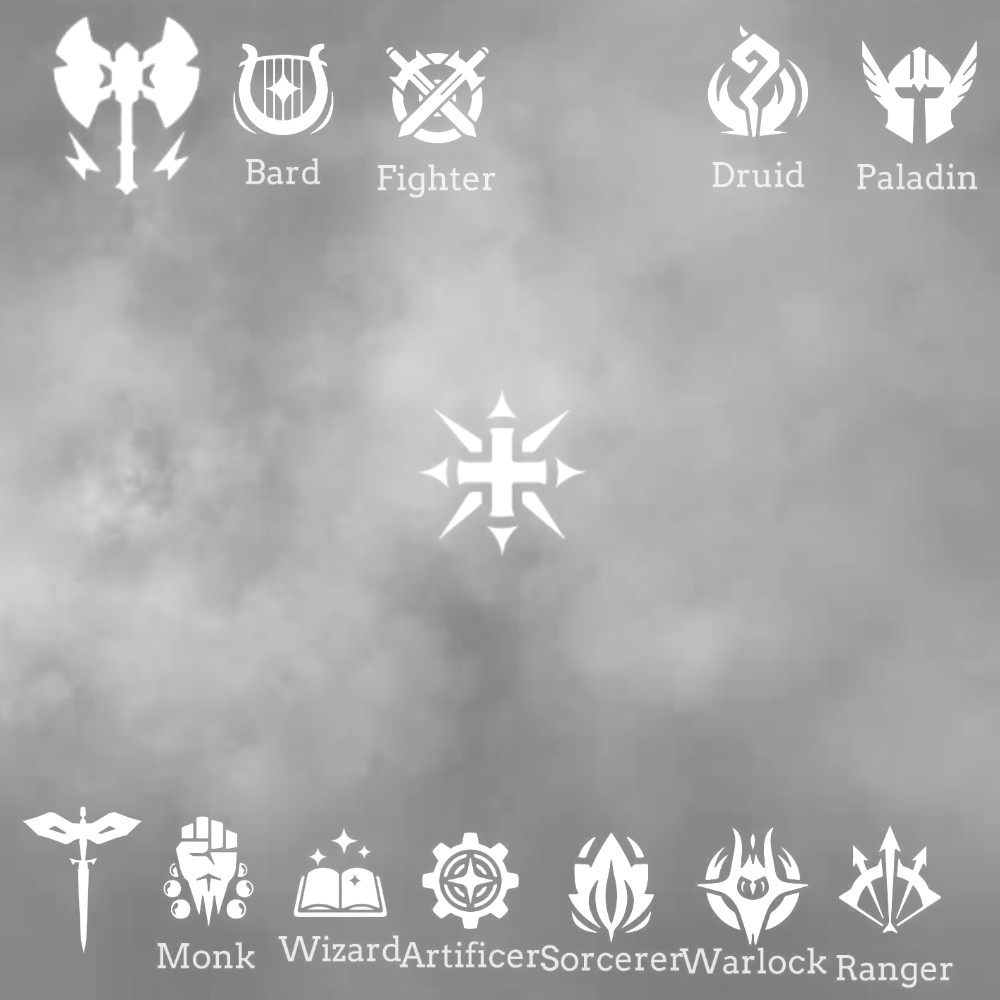 Bard
Fighter
Druid
Paladin
Monk
Wizard
Artificer
Sorcerer
Warlock
Ranger